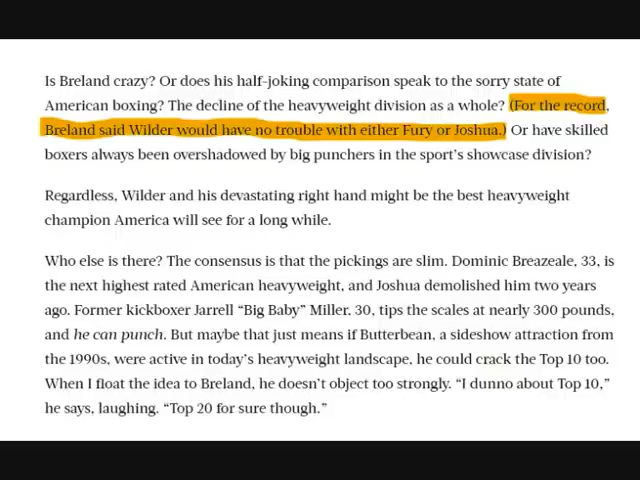 Is Breland crazy? Or does his half-joking comparison speak to the sorry state of
American boxing? The decline of the heavyweight division as a whole? (For the record,
Breland said Wilder would have no trouble with either Fury or Joshua.) Or have skilled
boxers always been overshadowed by big punchers in the sport's showcase division?
Regardless, Wilder and his devastating right hand might be the best heavyweight
champion America will see for a long while.
Who else is there? The consensus is that the pickings are slim. Dominic Breazeale, 33, is
the next highest rated American heavyweight, and Joshua demolished him two years
ago. Former kickboxer Jarrell “Big Baby” Miller, 30, tips the scales at nearly 300 pounds,
and he can punch. But maybe that just means if Butterbean, a sideshow attraction from
the 1990s, were active in today's heavyweight landscape, he could crack the Top 10 too.
When I float the idea to Breland, he doesn't object too strongly. “I dunno about Top 10,”
he says, laughing. “Top 20 for sure though.”